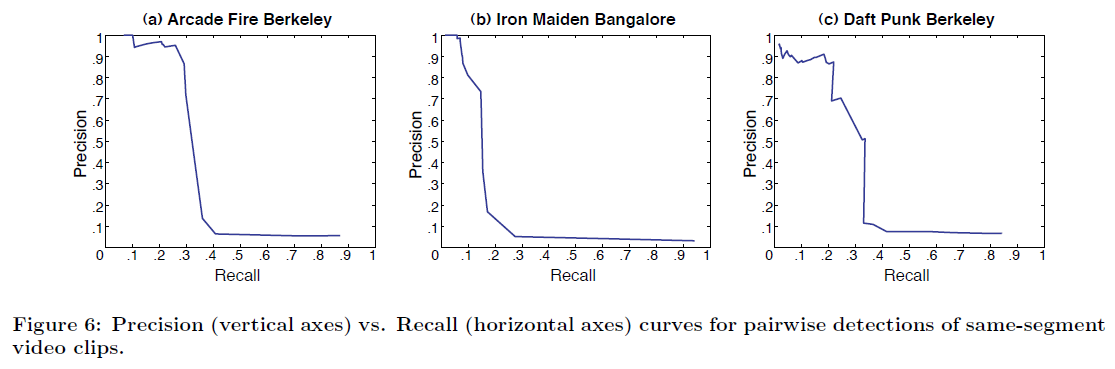 (a) Arcade Fire Berkeley
1
.9
.8
.7
.6
.5
.4
.3
.2
.1
0
.1 .2 .3 .4 .5 .6 .7 .8 .9 1
Precision
Recall
(b) Iron Maiden Bangalore
1
.9
.8
.7
.6
.5
.4
.3
.2
.1
0
.1 .2 .3 .4 .5 .6 .7 .8 .9 1
Precision
Recall
(c) Daft Punk Berkeley
1
.9
.8
.7
.6
.5
.4
.3
.2
.1
0
.1 .2 .3 .4 .5 .6 .7 .8 .9 1
Precision
Recall
Figure 6: Precision (vertical axes) vs. Recall (horizontal axes) curves for pairwise detections of same-segment
video clips.